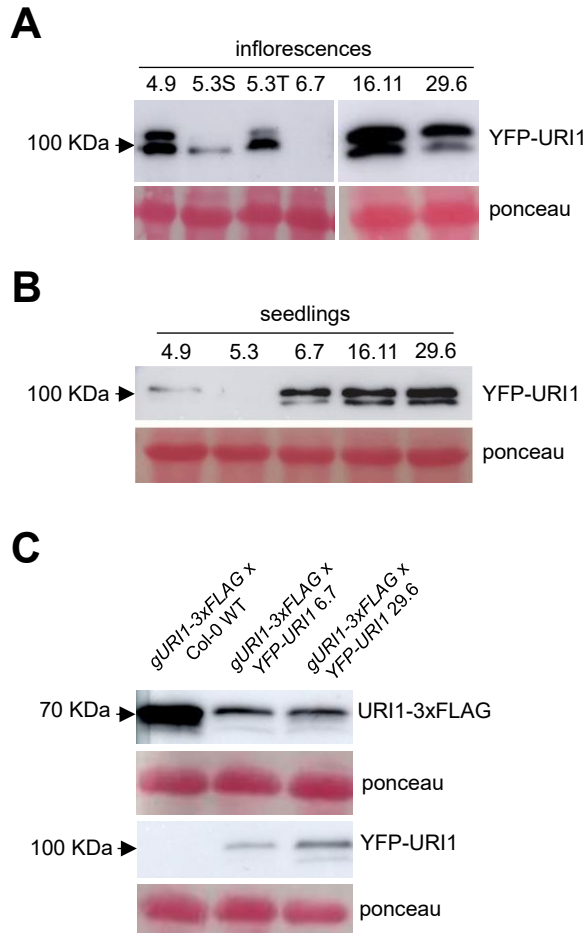 A
inflorescences
4.9 5.3S 5.3T 6.7 16.11 29.6
100 KDa YFP-URI1
ponceau
B
seedlings
4.9 5.3 6.7 16.11 29.6
100 KDa YFP-URI1
ponceau
C
gURI1-3xFLAG x
Col-0 WT
gURI1-3xFLAG x
YFP-URI1 6.7
gURI1-3xFLAG x
YFP-URI1 29.6
70 KDa URI1-3xFLAG
ponceau
100 KDa YFP-URI1
ponceau